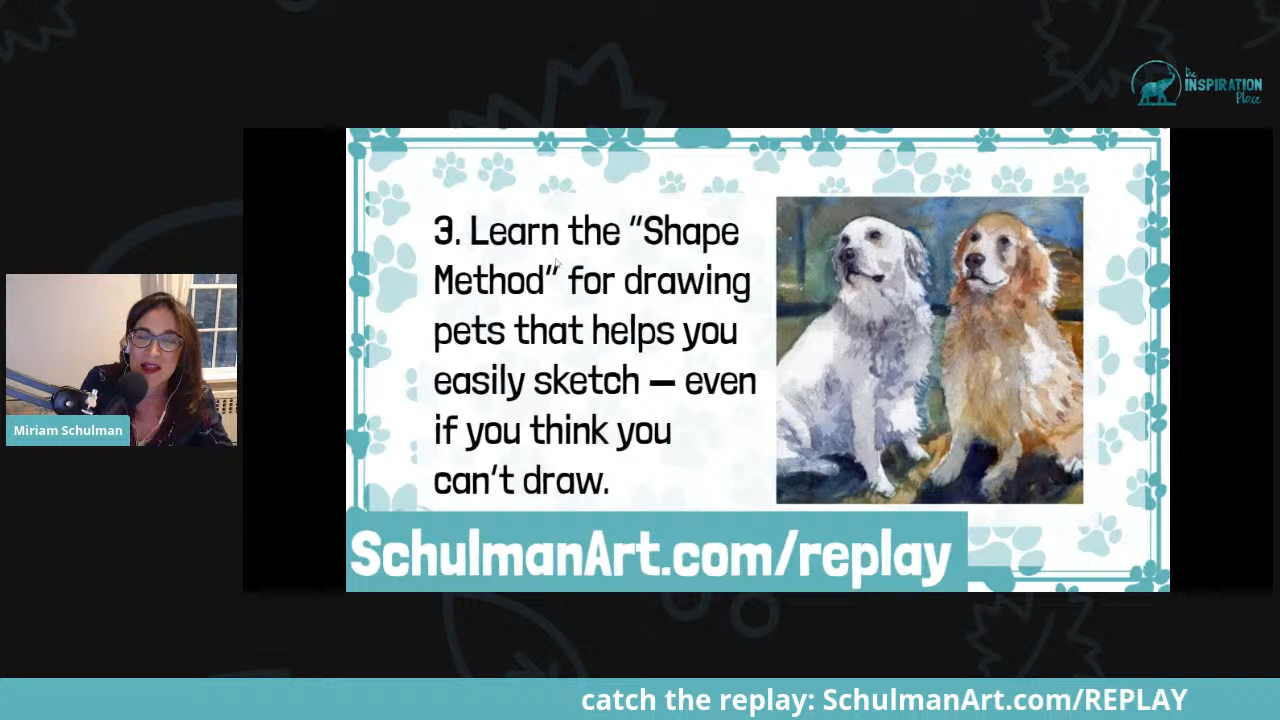 the
INSPIRATION
Place
3. Learn the “Shape
Method” for drawing
pets that helps you
easily sketch — even
if you think you
can’t draw.
Miriam Schulman
SchulmanArt.com/replay
catch the replay: SchulmanArt.com/REPLAY